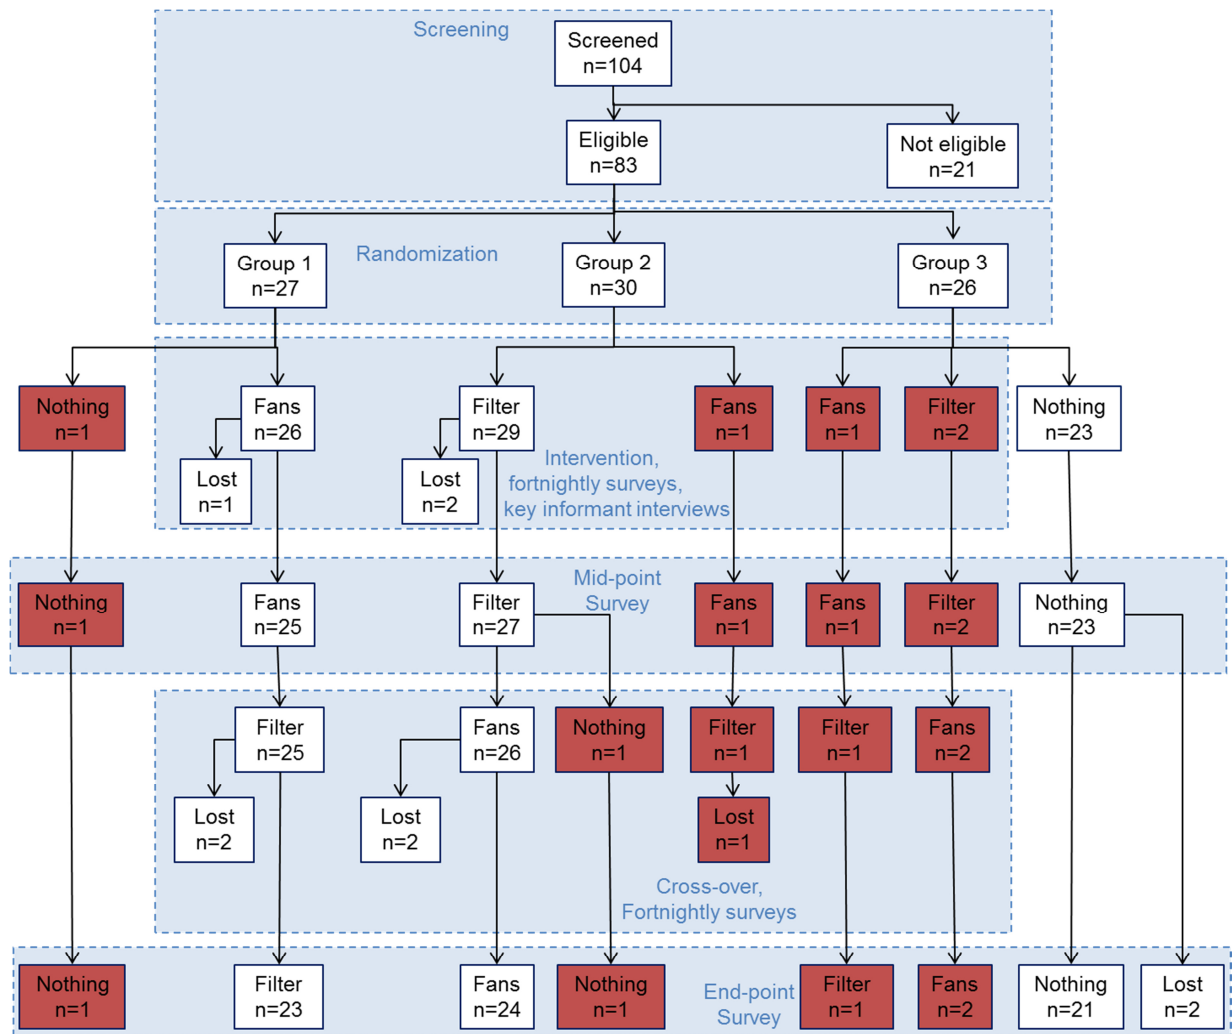 Screening
Screened
n=104
Eligible
n=83
Not eligible
n=21
Randomization
Group 1
n=27
Group 2
n=30
Group 3
n=26
Nothing
n=1
Fans
n=26
Filter
n=29
Fans
n=1
Fans
n=1
Filter
n=2
Nothing
n=23
Lost
n=1
Lost
n=2
Intervention,
fortnightly surveys,
key informant interviews
Mid-point
Survey
Nothing
n=1
Fans
n=25
Filter
n=27
Fans
n=1
Fans
n=1
Filter
n=2
Nothing
n=23
Filter
n=25
Fans
n=26
Nothing
n=1
Filter
n=1
Filter
n=1
Fans
n=2
Lost
n=2
Lost
n=2
Lost
n=1
Cross-over,
Fortnightly surveys
Nothing
n=1
Filter
n=23
Fans
n=24
Nothing
n=1
End-point
Survey
Filter
n=1
Fans
n=2
Nothing
n=21
Lost
n=2